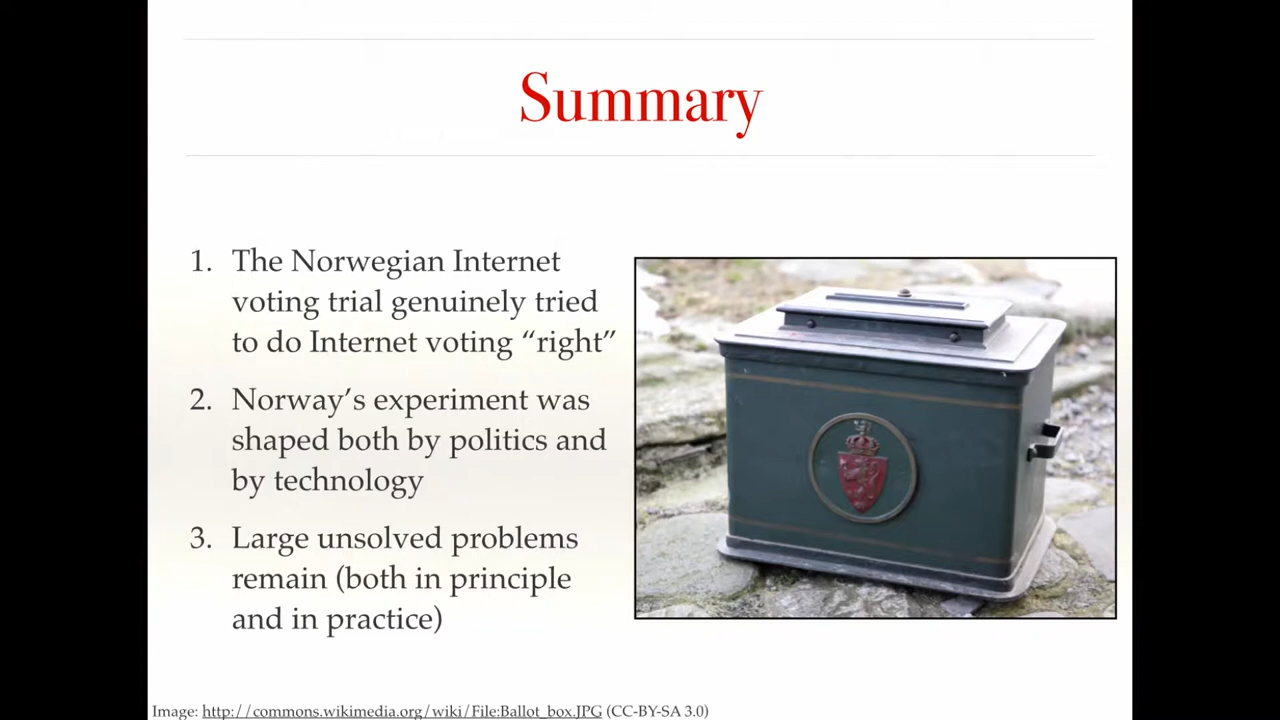 Summary
1. The Norwegian Internet
voting trial genuinely tried
to do Internet voting “right”
2. Norway’s experiment was
shaped both by politics and
by technology
3. Large unsolved problems
remain (both in principle
and in practice)
Image: http://commons.wikimedia.org/wiki/File:Ballot_box.JPG (CC-BY-SA 3.0)